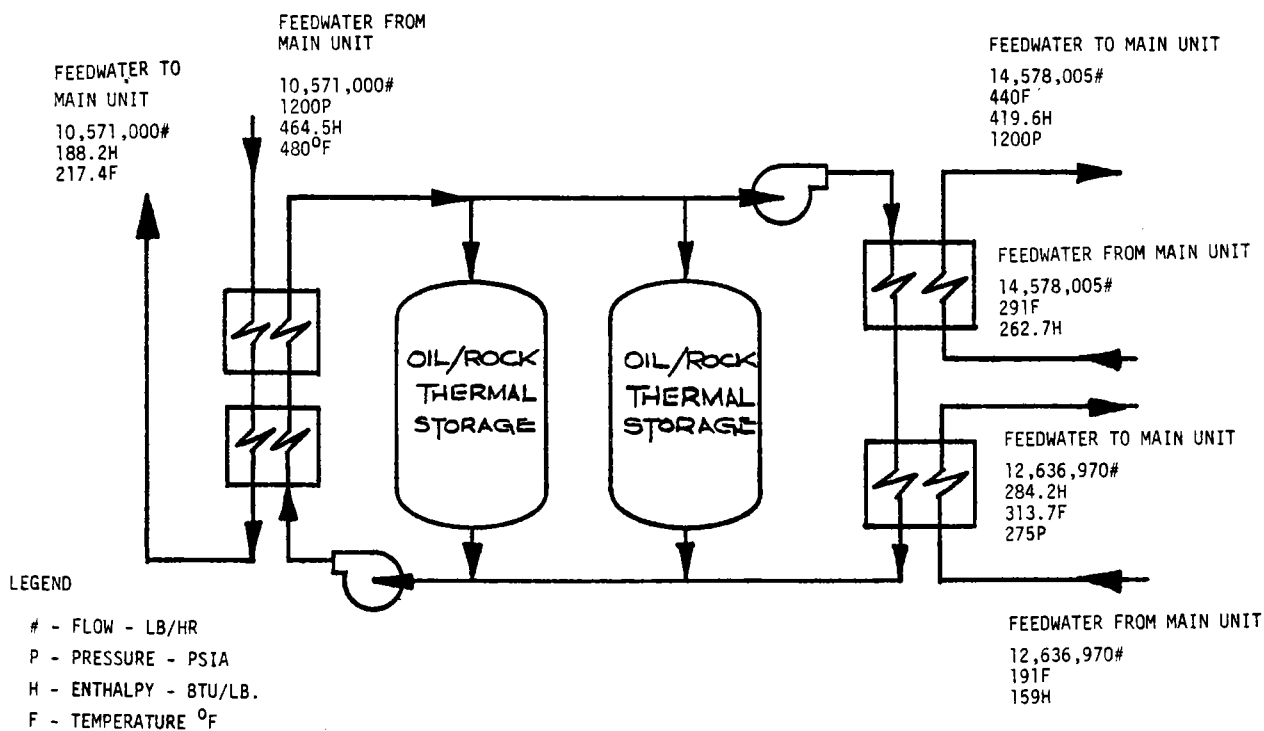 FEEDWATER TO
MAIN UNIT
10,571,000#
188.2H
217.4F
FEEDWATER FROM
MAIN UNIT
10,571,000#
1200P
464.5H
480°F
FEEDWATER TO MAIN UNIT
14,578,005#
440F
419.6H
1200P
FEEDWATER FROM MAIN UNIT
14,578,005#
291F
262.7H
OIL/ROCK
THERMAL
STORAGE
OIL/ROCK
THERMAL
STORAGE
FEEDWATER TO MAIN UNIT
12,636,970#
284.2H
313.7F
275P
FEEDWATER FROM MAIN UNIT
12,636,970#
191F
159H
LEGEND
# - FLOW - LB/HR
P - PRESSURE - PSIA
H - ENTHALPY - BTU/LB.
F - TEMPERATURE °F